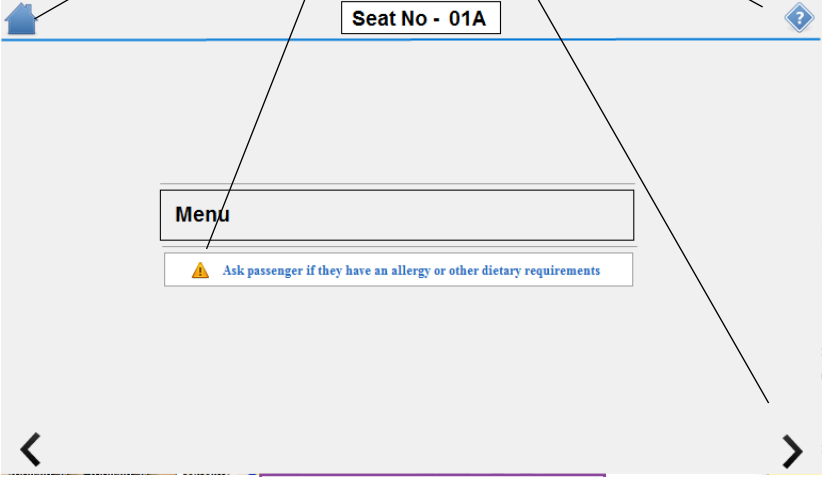 Seat No - 01A
?
Menu
Ask passenger if they have an allergy or other dietary requirements